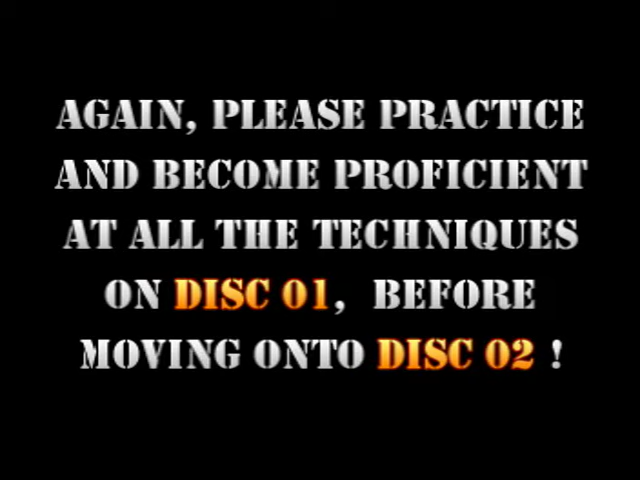 AGAIN, PLEASE PRACTICE
AND BECOME PROFICIENT
AT ALL THE TECHNIQUES
ON DISC 01, BEFORE
MOVING ONTO DISC 02 !